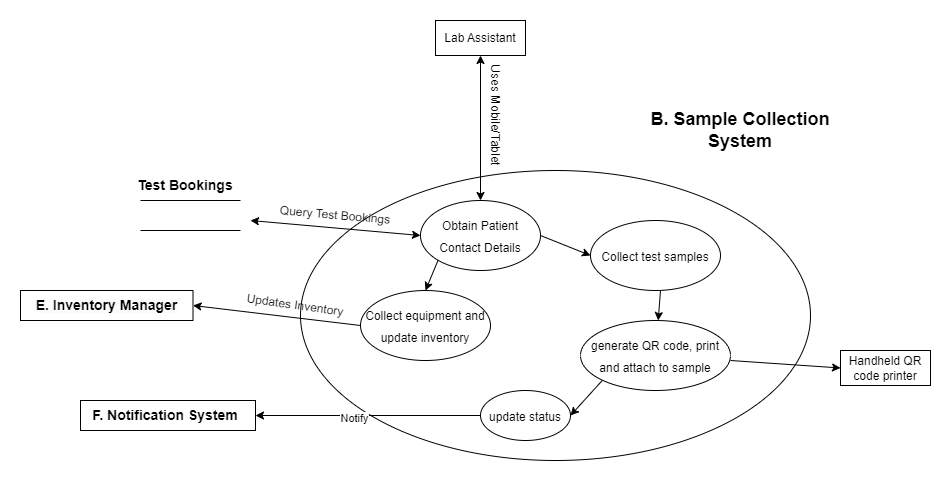 Lab Assistant
Uses Mobile/Tablet
B. Sample Collection
System
Test Bookings
Query Test Bookings
Obtain Patient
Contact Details
Collect test samples
E. Inventory Manager
Updates Inventory
Collect equipment and
update inventory
generate QR code, print
and attach to sample
Handheld QR
code printer
F. Notification System
Notify
update status